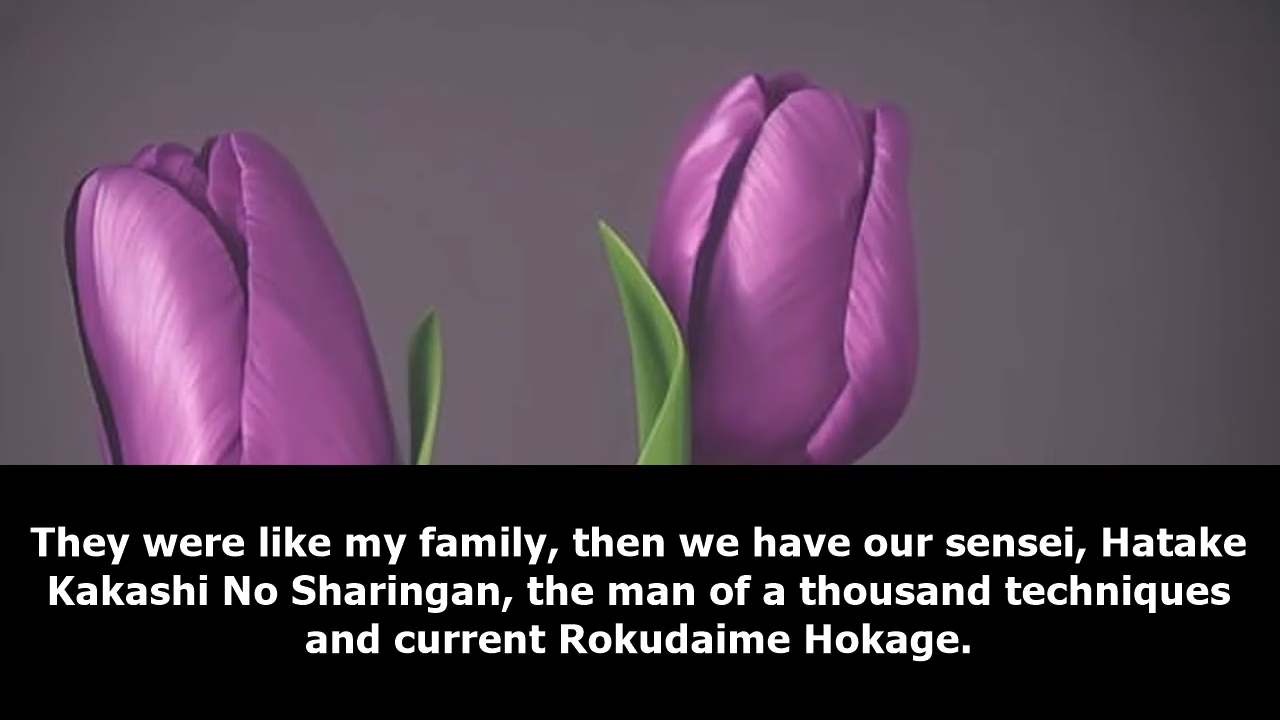 They were like my family, then we have our sensei, Hatake
Kakashi No Sharingan, the man of a thousand techniques
and current Rokudaime Hokage.